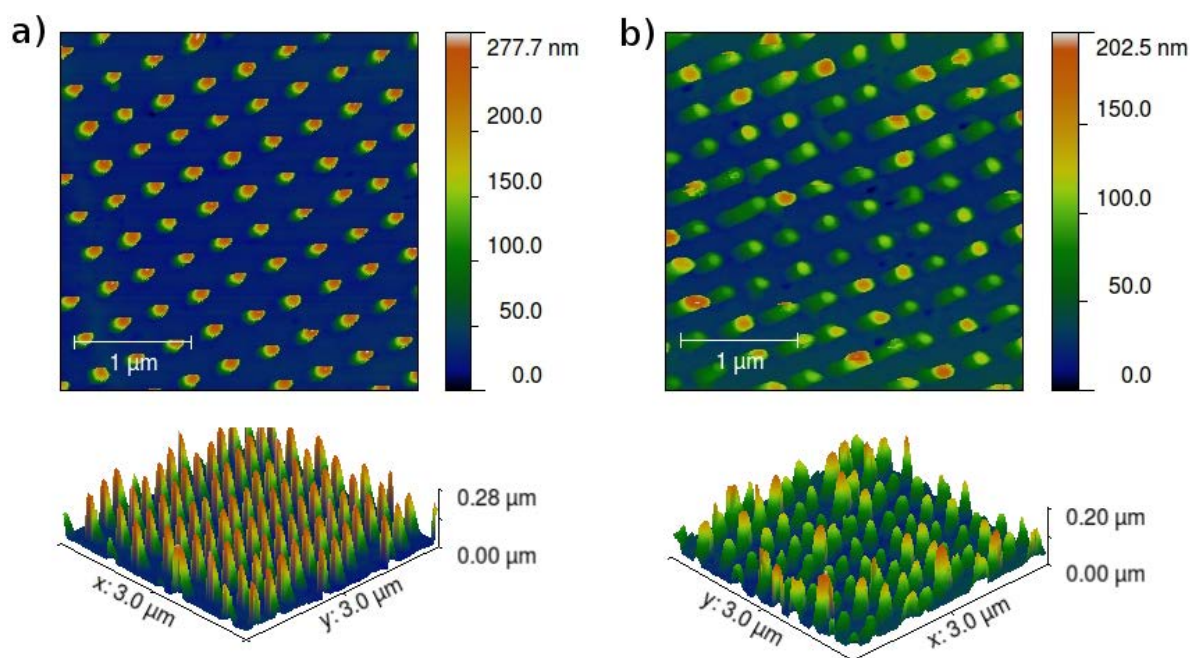 a)
277.7 nm
200.0
150.0
100.0
50.0
0.0
1 µm
b)
202.5 nm
150.0
100.0
50.0
0.0
1 µm
0.28 µm
0.00 µm
x: 3.0 µm
y: 3.0 µm
0.20 µm
0.00 µm
y: 3.0 µm
x: 3.0 µm